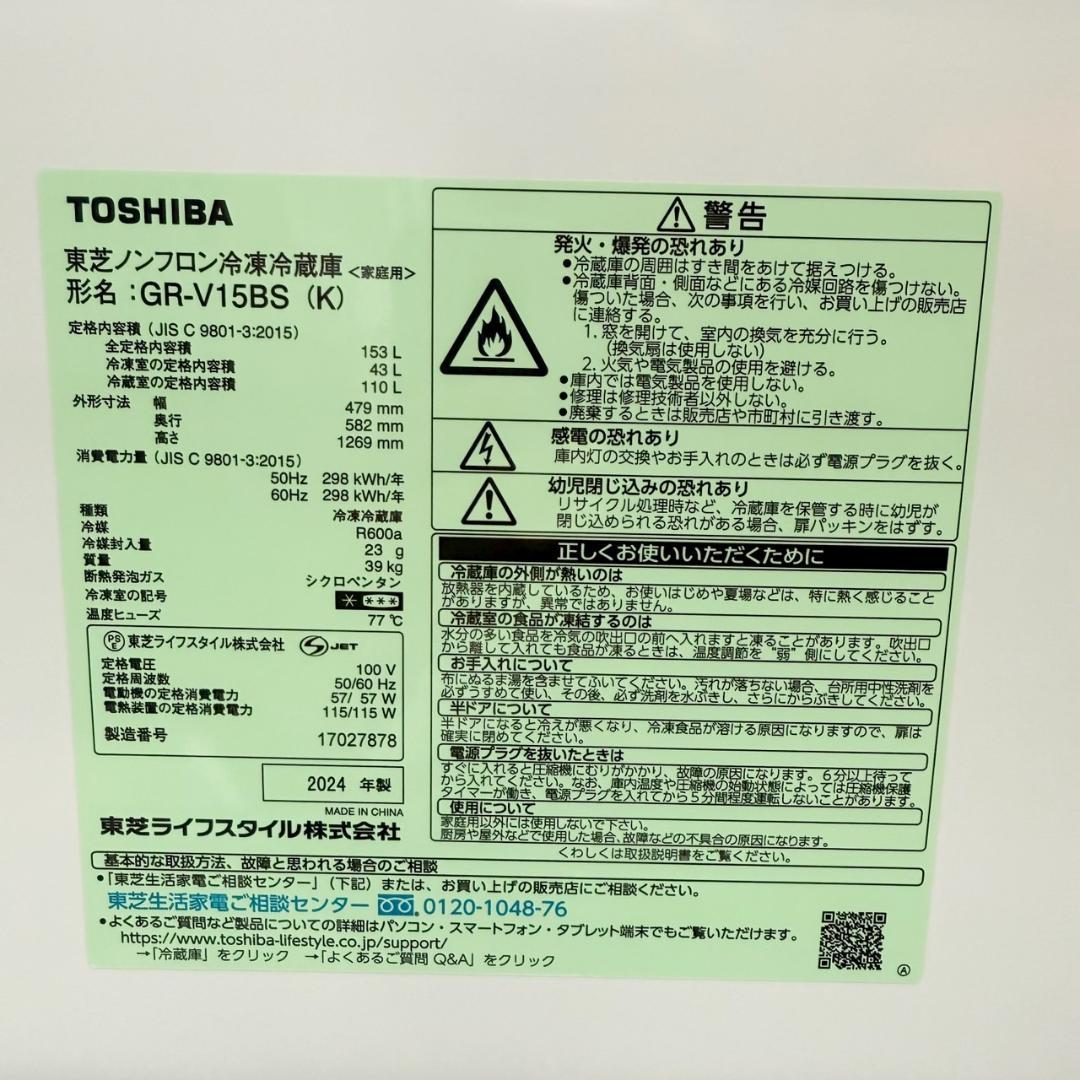 TOSHIBA
東芝ノンフロン冷凍冷蔵庫 <家庭用>
形名 : GR-V15BS (K)
定格内容積 (JIS C 9801-3:2015)
全定格内容積 153 L
冷凍室の定格内容積 43 L
冷蔵室の定格内容積 110 L
外形寸法 幅 479 mm
奥行 582 mm
高さ 1269 mm
消費電力量 (JIS C 9801-3:2015)
50Hz 298 kWh/年
60Hz 298 kWh/年
種類 冷凍冷蔵庫
冷媒 R600a
冷媒封入量 23 g
質量 39 kg
断熱発泡ガス シクロペンタン
冷凍室の記号 * ***
温度ヒューズ 77 ℃
PSE 東芝ライフスタイル株式会社 S JET
定格電圧 100 V
定格周波数 50/60 Hz
電動機の定格消費電力 57/ 57 W
電熱装置の定格消費電力 115/115 W
製造番号 17027878
2024 年製
MADE IN CHINA
東芝ライフスタイル株式会社
警告
発火・爆発の恐れあり
●冷蔵庫の周囲はすき間をあけて据えつける。
●冷蔵庫背面・側面などにある冷媒回路を傷つけない。
傷ついた場合、次の事項を行い、お買い上げの販売店
に連絡する。
1. 窓を開けて、室内の換気を充分に行う。
(換気扇は使用しない)
2. 火気や電気製品の使用を避ける。
●庫内では電気製品を使用しない。
●修理は修理技術者以外しない。
●廃棄するときは販売店や市町村に引き渡す。
感電の恐れあり
庫内灯の交換やお手入れのときは必ず電源プラグを抜く。
幼児閉じ込みの恐れあり
リサイクル処理時など、冷蔵庫を保管する時に幼児が
閉じ込められる恐れがある場合、扉パッキンをはずす。
正しくお使いいただくために
冷蔵庫の外側が熱いのは
放熱器を内蔵しているため、お使いはじめや夏場などは、特に熱く感じること
がありますが、異常ではありません。
冷蔵室の食品が凍結するのは
水分の多い食品を冷気の吹出口の前へ入れますと凍ることがあります。吹出口
から離して入れても食品が凍るときは、温度調節を“弱”側にしてください。
お手入れについて
布にぬるま湯を含ませてふいてください。汚れが落ちない場合、台所用中性洗剤を
必ずうすめて使い、その後、必ず洗剤を水ぶきし、さらにからぶきしてください。
半ドアについて
半ドアになると冷えが悪くなり、冷凍食品が溶ける原因になりますので、扉は
確実に閉めてください。
電源プラグを抜いたときは
すぐに入れると圧縮機にむりがかかり、故障の原因になります。6分以上待って
から入れてください。なお、庫内温度や圧縮機の始動状態によっては圧縮機保護
タイマーが働き、電源プラグを入れてから5分間程度運転しないことがあります。
使用について
家庭用以外には使用しないで下さい。
厨房や屋外などで使用した場合、故障などの不具合の原因になります。
くわしくは取扱説明書をご覧ください。
基本的な取扱方法、故障と思われる場合のご相談
●「東芝生活家電ご相談センター」(下記)または、お買い上げの販売店にご相談ください。
東芝生活家電ご相談センター 0120-1048-76
●よくあるご質問など製品についての詳細はパソコン・スマートフォン・タブレット端末でもご覧いただけます。
https://www.toshiba-lifestyle.co.jp/support/
→「冷蔵庫」をクリック →「よくあるご質問 Q&A」をクリック
Ⓐ